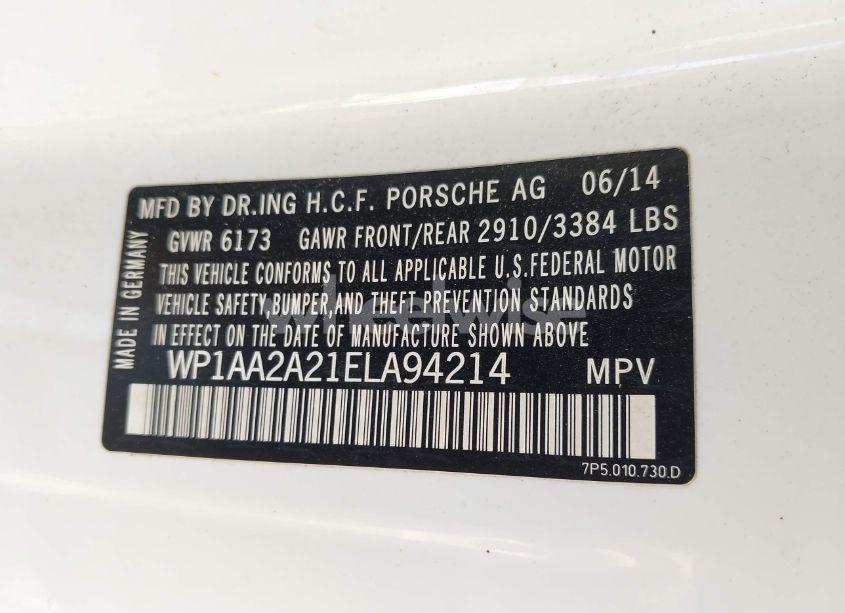 MFD BY DR.ING H.C.F. PORSCHE AG 06/14
GVWR 6173 GAWR FRONT/REAR 2910/3384 LBS
THIS VEHICLE CONFORMS TO ALL APPLICABLE U.S.FEDERAL MOTOR
VEHICLE SAFETY,BUMPER,AND THEFT PREVENTION STANDARDS
IN EFFECT ON THE DATE OF MANUFACTURE SHOWN ABOVE
WP1AA2A21ELA94214 MPV
7P5.010.730.D
MADE IN GERMANY
wheelwise